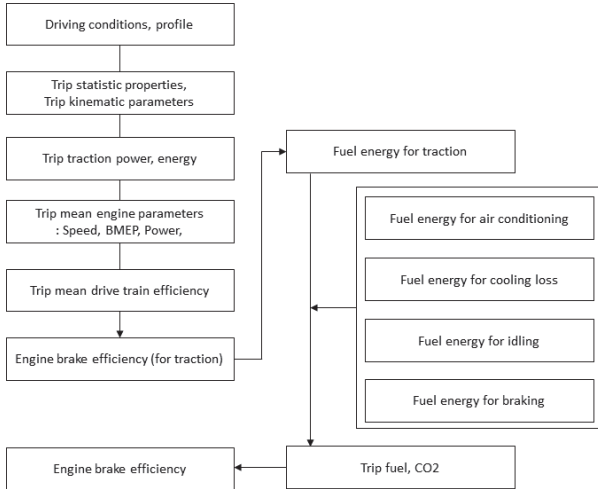 Driving conditions, profile
Trip statistic properties,
Trip kinematic parameters
Trip traction power, energy
Trip mean engine parameters
: Speed, BMEP, Power,
Trip mean drive train efficiency
Engine brake efficiency (for traction)
Fuel energy for traction
Fuel energy for air conditioning
Fuel energy for cooling loss
Fuel energy for idling
Fuel energy for braking
Trip fuel, CO2
Engine brake efficiency